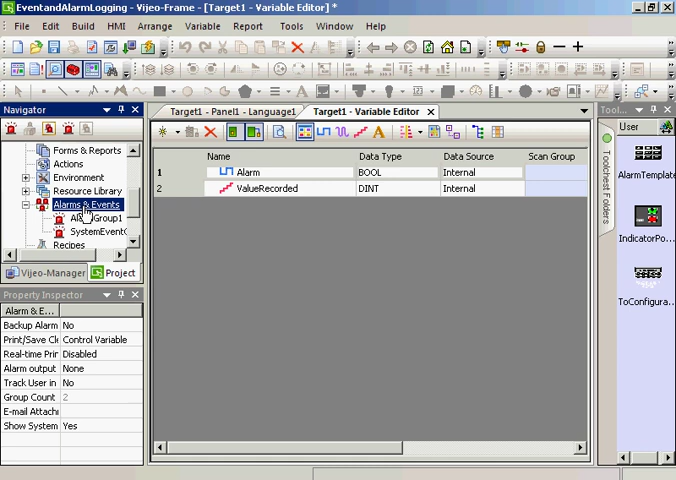 EventandAlarmLogging - Vijeo-Frame - [Target1 - Variable Editor] *
File Edit Build HMI Arrange Variable Report Tools Window Help
Navigator
Target1 - Panel1 - Language1
Target1 - Variable Editor
Tool...
Forms & Reports
Actions
Environment
Resource Library
Alarms & Events
Group1
SystemEvent
Recipes
Vijeo-Manager
Project
Name Data Type Data Source Scan Group
1 Alarm BOOL Internal
2 ValueRecorded DINT Internal
Property Inspector
Alarm & E...
Backup Alarm No
Print/Save Cle Control Variable
Real-time Prin Disabled
Alarm output None
Track User in No
Group Count 2
E-mail Attach
Show System Yes
Toolchest Folders
User
AlarmTemplate
IndicatorPo...
ToConfigura...